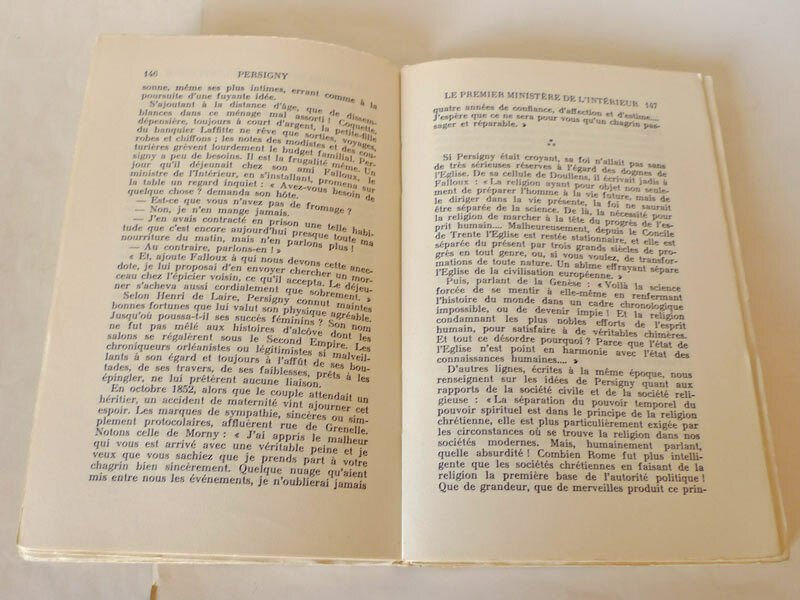 146 PERSIGNY
sonne, même ses plus intimes, errant comme à la
poursuite d'une fuyante idée.
S'ajoutant à la distance d'âge, que de dissem-
blances dans ce ménage mal assorti ! Coquette,
dépensière, toujours à court d'argent, la petite-fille
du banquier Laffitte ne rêve que sorties, voyages,
robes et chiffons ; les notes des modistes et des cou-
turières grèvent lourdement le budget familial. Per-
signy a peu de besoins. Il est la frugalité même. Un
jour qu'il déjeunait chez son ami Falloux, le
ministre de l'Intérieur, en s'installant, promena sur
la table un regard inquiet : « Avez-vous besoin de
quelque chose ? demanda son hôte.
— Est-ce que vous n'avez pas de fromage ?
— Non, je n'en mange jamais.
— J'en avais contracté en prison une telle habi-
tude que c'est encore aujourd'hui presque toute ma
nourriture du matin, mais n'en parlons plus !
— Au contraire, parlons-en ! »
« Et, ajoute Falloux à qui nous devons cette anec-
dote, je lui proposai d'en envoyer chercher un mor-
ceau chez l'épicier voisin, ce qu'il accepta. Le déjeu-
ner s'acheva aussi cordialement que sobrement. »
Selon Henri de Laire, Persigny connut maintes
bonnes fortunes que lui valut son physique agréable.
Jusqu'où poussa-t-il ses succès féminins ? Son nom
ne fut pas mêlé aux histoires d'alcôve dont les
salons se régalèrent sous le Second Empire. Les
chroniqueurs orléanistes ou légitimistes si malveil-
lants à son égard et toujours à l'affût de ses bou-
tades, de ses travers, de ses faiblesses, prêts à les
épingler, ne lui prêtèrent aucune liaison.
En octobre 1852, alors que le couple attendait un
héritier, un accident de maternité vint ajourner cet
espoir. Les marques de sympathie, sincères ou sim-
plement protocolaires, affluèrent rue de Grenelle.
Notons celle de Morny : « J'ai appris le malheur
qui vous est arrivé avec une véritable peine et je
veux que vous sachiez que je prends part à votre
chagrin bien sincèrement. Quelque nuage qu'aient
mis entre nous les événements, je n'oublierai jamais
LE PREMIER MINISTÈRE DE L'INTÉRIEUR 147
quatre années de confiance, d'affection et d'estime....
J'espère que ce ne sera pour vous qu'un chagrin pas-
sager et réparable. »
Si Persigny était croyant, sa foi n'allait pas sans
de très sérieuses réserves à l'égard des dogmes de
l'Eglise. De sa cellule de Doullens, il écrivait jadis à
Falloux : « La religion ayant pour objet non seule-
ment de préparer l'homme à la vie future, mais de
le diriger dans la vie présente, la foi ne saurait
être séparée de la science. De là, la nécessité pour
la religion de marcher à la tête du progrès de l'es-
prit humain.... Malheureusement, depuis le Concile
de Trente l'Eglise est restée stationnaire, et elle est
séparée du présent par trois grands siècles de pro-
grès en tout genre, ou, si vous voulez, de transfor-
mations de toute nature. Un abîme effrayant sépare
l'Eglise de la civilisation européenne. »
Puis, parlant de la Genèse : « Voilà la science
forcée de se mentir à elle-même en renfermant
l'histoire du monde dans un cadre chronologique
impossible, ou de devenir impie ! Et la religion
condamnant les plus nobles efforts de l'esprit
humain, pour satisfaire à de véritables chimères.
Et tout ce désordre pourquoi ? Parce que l'état de
l'Eglise n'est point en harmonie avec l'état des
connaissances humaines.... »
D'autres lignes, écrites à la même époque, nous
renseignent sur les idées de Persigny quant aux
rapports de la société civile et de la société reli-
gieuse : « La séparation du pouvoir temporel du
pouvoir spirituel est dans le principe de la religion
chrétienne, elle est plus particulièrement exigée par
les circonstances où se trouve la religion dans nos
sociétés modernes. Mais, humainement parlant,
quelle absurdité ! Combien Rome fut plus intelli-
gente que les sociétés chrétiennes en faisant de la
religion la première base de l'autorité politique !
Que de grandeur, que de merveilles produit ce prin-